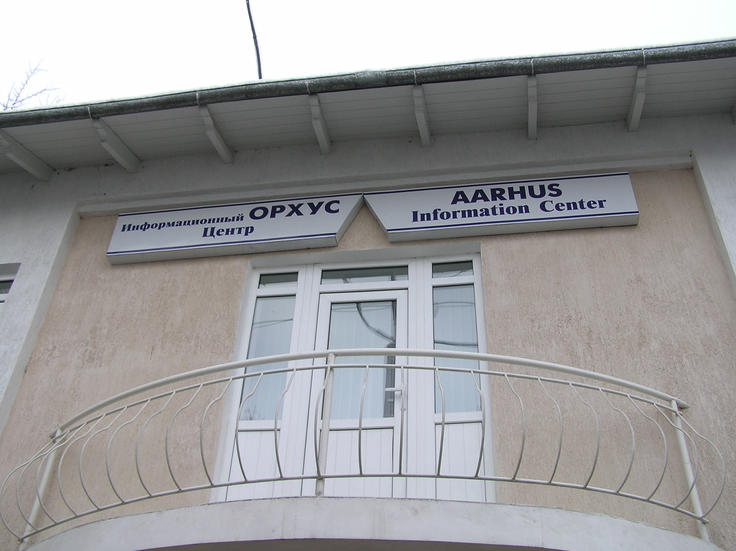 Информационный ОРХУС
Центр
AARHUS
Information Center